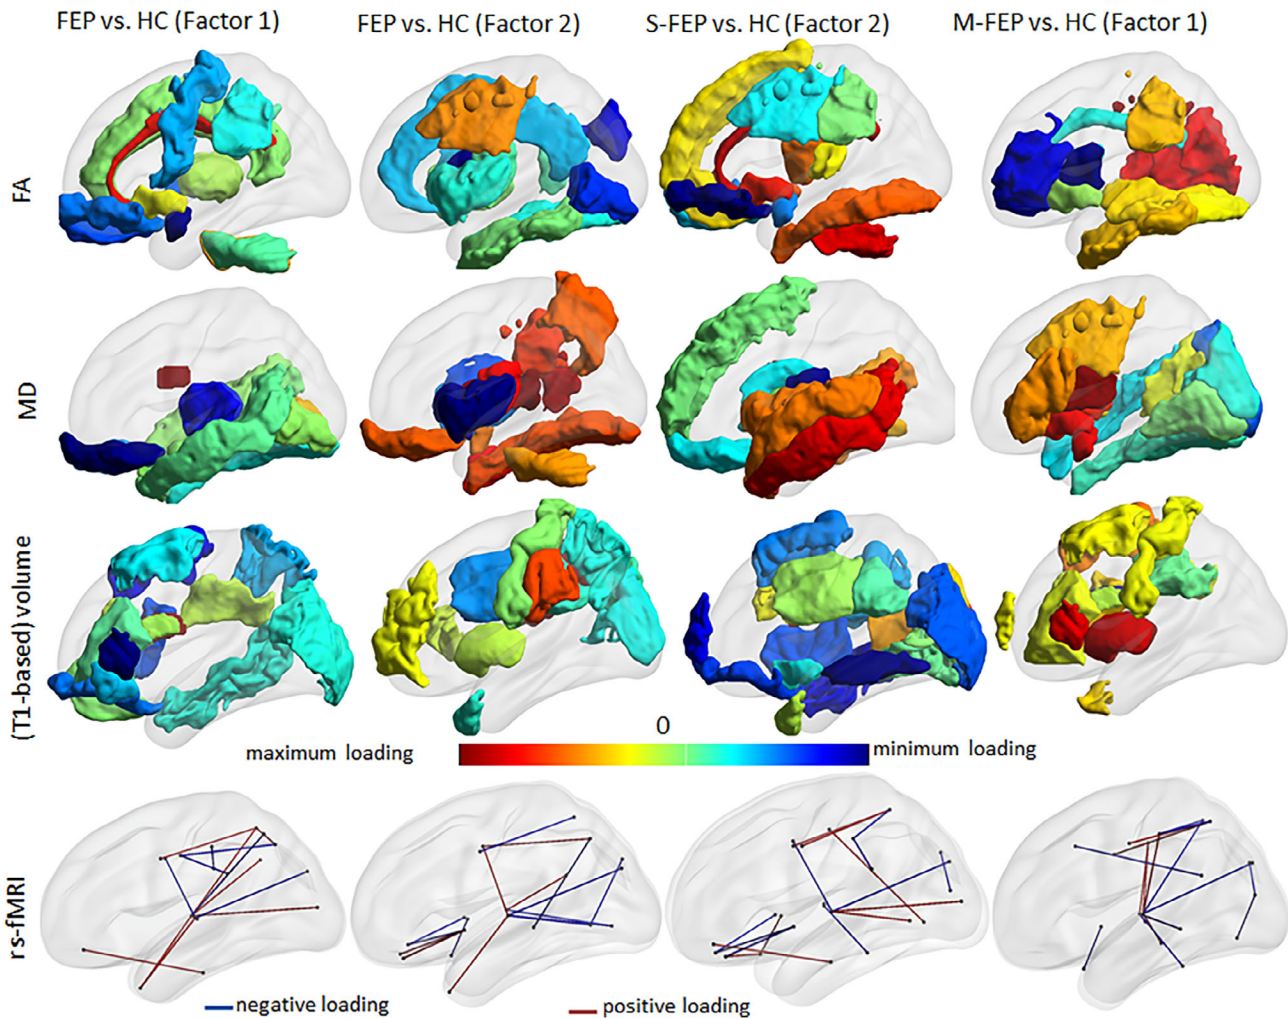 FEP vs. HC (Factor 1)
FEP vs. HC (Factor 2)
S-FEP vs. HC (Factor 2)
M-FEP vs. HC (Factor 1)
FA
MD
(T1-based) volume
0
maximum loading
minimum loading
rs-fMRI
negative loading
positive loading